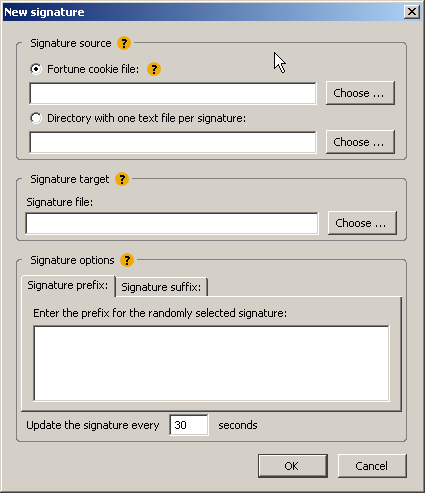 New signature
Signature source ?
Fortune cookie file: ?
Choose ...
Directory with one text file per signature:
Choose ...
Signature target ?
Signature file:
Choose ...
Signature options ?
Signature prefix: Signature suffix:
Enter the prefix for the randomly selected signature:
Update the signature every 30 seconds
OK Cancel